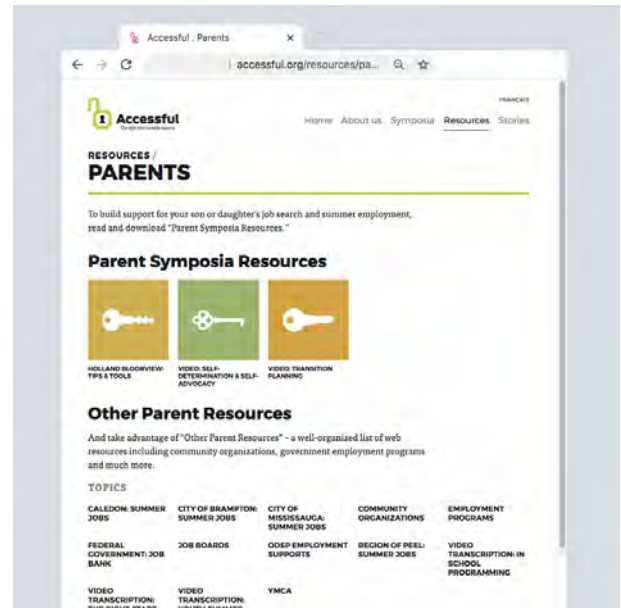 Accessful . Parents
accessful.org/resources/pa...
FRANÇAIS
Accessful
Home About us Symposia Resources Stories
RESOURCES /
PARENTS
To build support for your son or daughter's job search and summer employment,
read and download "Parent Symposia Resources."
Parent Symposia Resources
HOLLAND BLOORVIEW:
TIPS & TOOLS
VIDEO: SELF-
DETERMINATION & SELF-
ADVOCACY
VIDEO: TRANSITION
PLANNING
Other Parent Resources
And take advantage of "Other Parent Resources" – a well-organized list of web
resources including community organizations, government employment programs
and much more.
TOPICS
CALEDON: SUMMER
JOBS
CITY OF BRAMPTON:
SUMMER JOBS
CITY OF
MISSISSAUGA:
SUMMER JOBS
COMMUNITY
ORGANIZATIONS
EMPLOYMENT
PROGRAMS
FEDERAL
GOVERNMENT: JOB
BANK
JOB BOARDS
ODSP EMPLOYMENT
SUPPORTS
REGION OF PEEL:
SUMMER JOBS
VIDEO
TRANSCRIPTION: IN
SCHOOL
PROGRAMMING
VIDEO
TRANSCRIPTION:
THE RIGHT START
VIDEO
TRANSCRIPTION:
YOUTH SUMMER
YMCA